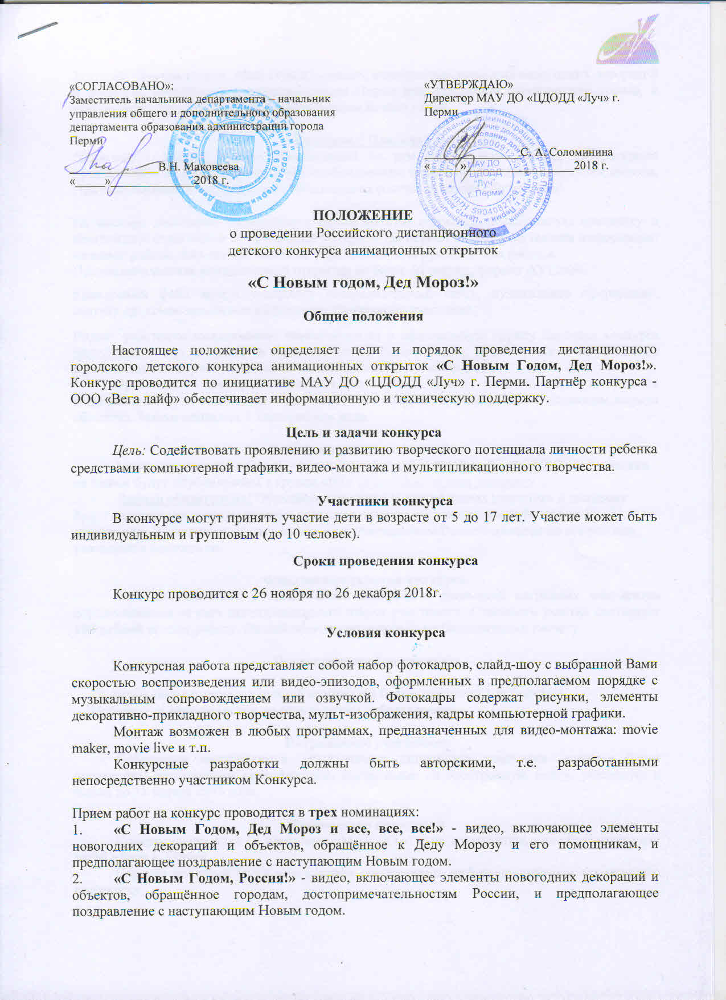 «СОГЛАСОВАНО»:
Заместитель начальника департамента – начальник
управления общего и дополнительного образования
департамента образования администрации города
Перми
В.Н. Маковеева
«_____»______________2018 г.
«УТВЕРЖДАЮ»
Директор МАУ ДО «ЦДОДД «Луч» г.
Перми
С. А. Соломинина
«_____»__________________2018 г.
МАУ ДО
ЦДОДД
"Луч"
г. Перми
ИНН 5904082729
ПОЛОЖЕНИЕ
о проведении Российского дистанционного
детского конкурса анимационных открыток
«С Новым годом, Дед Мороз!»
Общие положения
Настоящее положение определяет цели и порядок проведения дистанционного
городского детского конкурса анимационных открыток «С Новым Годом, Дед Мороз!».
Конкурс проводится по инициативе МАУ ДО «ЦДОДД «Луч» г. Перми. Партнёр конкурса -
ООО «Вега лайф» обеспечивает информационную и техническую поддержку.
Цель и задачи конкурса
Цель: Содействовать проявлению и развитию творческого потенциала личности ребенка
средствами компьютерной графики, видео-монтажа и мультипликационного творчества.
Участники конкурса
В конкурсе могут принять участие дети в возрасте от 5 до 17 лет. Участие может быть
индивидуальным и групповым (до 10 человек).
Сроки проведения конкурса
Конкурс проводится с 26 ноября по 26 декабря 2018г.
Условия конкурса
Конкурсная работа представляет собой набор фотокадров, слайд-шоу с выбранной Вами
скоростью воспроизведения или видео-эпизодов, оформленных в предполагаемом порядке с
музыкальным сопровождением или озвучкой. Фотокадры содержат рисунки, элементы
декоративно-прикладного творчества, мульт-изображения, кадры компьютерной графики.
Монтаж возможен в любых программах, предназначенных для видео-монтажа: movie
maker, movie live и т.п.
Конкурсные разработки должны быть авторскими, т.е. разработанными
непосредственно участником Конкурса.
Прием работ на конкурс проводится в трех номинациях:
1. «С Новым Годом, Дед Мороз и все, все, все!» - видео, включающее элементы
новогодних декораций и объектов, обращённое к Деду Морозу и его помощникам, и
предполагающее поздравление с наступающим Новым годом.
2. «С Новым Годом, Россия!» - видео, включающее элементы новогодних декораций и
объектов, обращённое городам, достопримечательностям России, и предполагающее
поздравление с наступающим Новым годом.